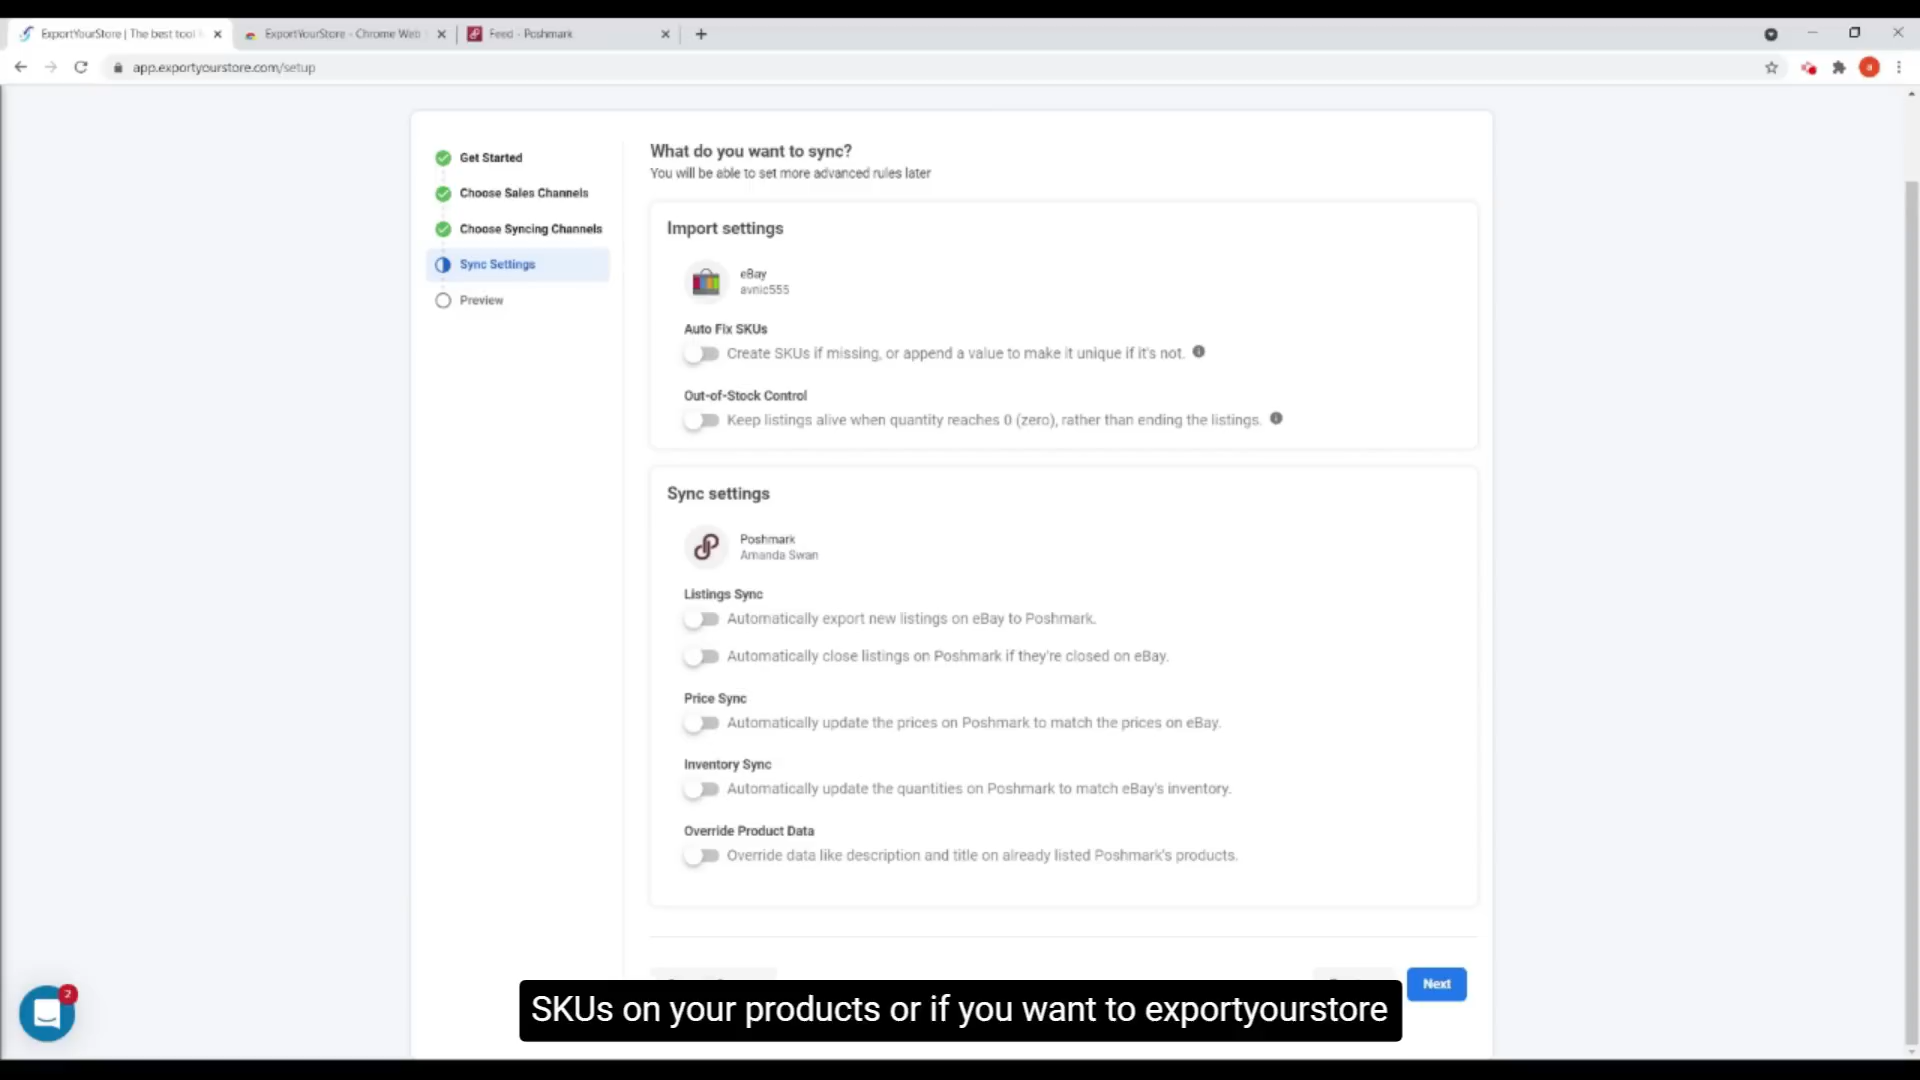 ExportYourStore | The best tool
ExportYourStore - Chrome Web
Feed - Poshmark
app.exportyourstore.com/setup
a
Get Started
Choose Sales Channels
Choose Syncing Channels
Sync Settings
Preview
What do you want to sync?
You will be able to set more advanced rules later
Import settings
eBay
avnic555
Auto Fix SKUs
Create SKUs if missing, or append a value to make it unique if it's not.
Out-of-Stock Control
Keep listings alive when quantity reaches 0 (zero), rather than ending the listings.
Sync settings
Poshmark
Amanda Swan
Listings Sync
Automatically export new listings on eBay to Poshmark.
Automatically close listings on Poshmark if they're closed on eBay.
Price Sync
Automatically update the prices on Poshmark to match the prices on eBay.
Inventory Sync
Automatically update the quantities on Poshmark to match eBay's inventory.
Override Product Data
Override data like description and title on already listed Poshmark's products.
Next
2
SKUs on your products or if you want to exportyourstore